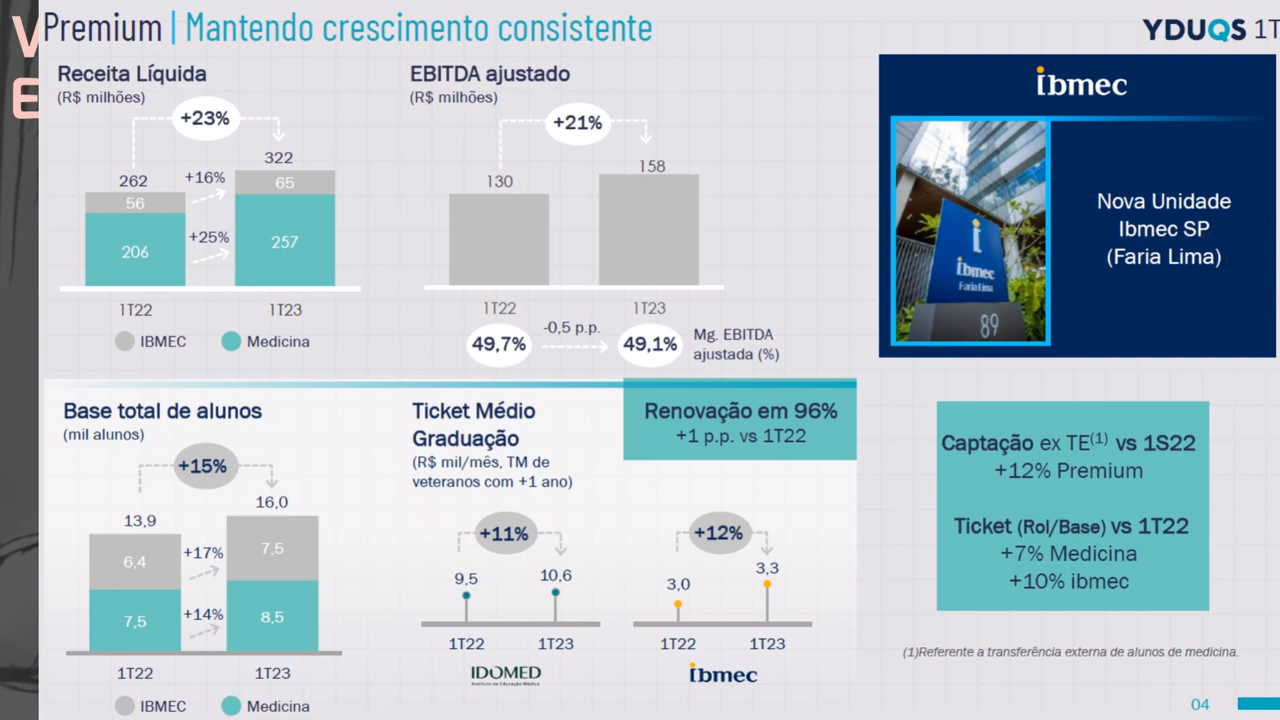 Premium | Mantendo crescimento consistente
YDUQS 1T
Receita Líquida
(R$ milhões)
+23%
262
56
206
+16%
+25%
322
65
257
1T22
1T23
IBMEC
Medicina
EBITDA ajustado
(R$ milhões)
+21%
130
158
1T22
1T23
49,7%
-0,5 p.p.
49,1%
Mg. EBITDA
ajustada (%)
ibmec
ibmec
Faria Lima
89
Nova Unidade
Ibmec SP
(Faria Lima)
Base total de alunos
(mil alunos)
+15%
13,9
6,4
7,5
+17%
+14%
16,0
7,5
8,5
1T22
1T23
IBMEC
Medicina
Ticket Médio
Graduação
(R$ mil/mês, TM de
veteranos com +1 ano)
Renovação em 96%
+1 p.p. vs 1T22
+11%
9,5
10,6
1T22
1T23
IDOMED
Instituto de Educação Médica
+12%
3,0
3,3
1T22
1T23
ibmec
Captação ex TE(1) vs 1S22
+12% Premium
Ticket (Rol/Base) vs 1T22
+7% Medicina
+10% ibmec
(1)Referente a transferência externa de alunos de medicina.
04
V
E